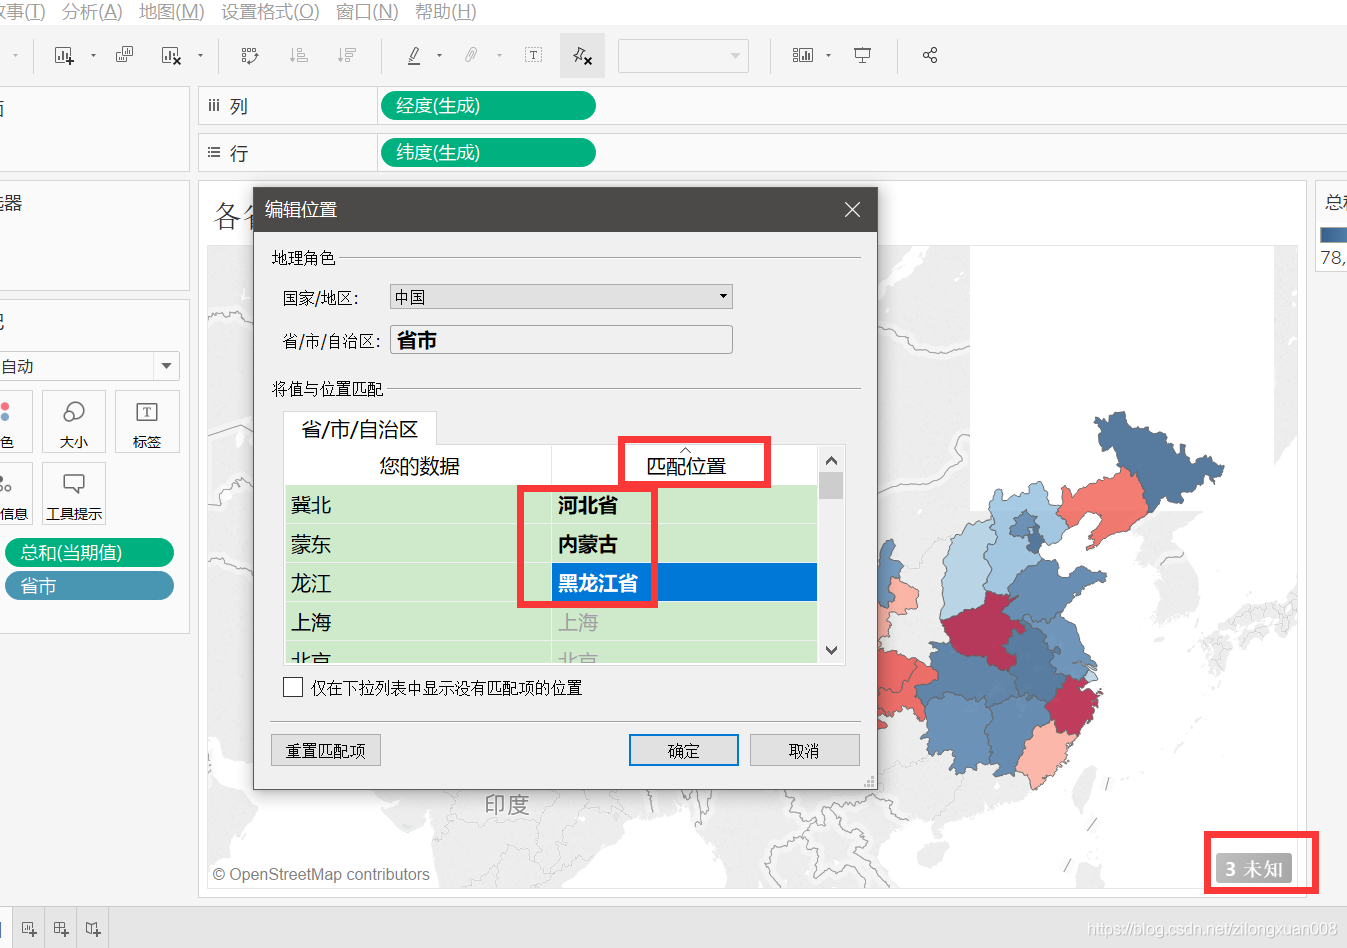 事(T) 分析(A) 地图(M) 设置格式(O) 窗口(N) 帮助(H)
列 经度(生成)
行 纬度(生成)
选器
各省
总和
78,
编辑位置
地理角色
国家/地区: 中国
省/市/自治区: 省市
将值与位置匹配
省/市/自治区
您的数据 匹配位置
冀北 河北省
蒙东 内蒙古
龙江 黑龙江省
上海 上海
北京 北京
仅在下拉列表中显示没有匹配项的位置
重置匹配项 确定 取消
自动
色 大小 标签
信息 工具提示
总和(当期值)
省市
印度
© OpenStreetMap contributors
3 未知
https://blog.csdn.net/zilongxuan008